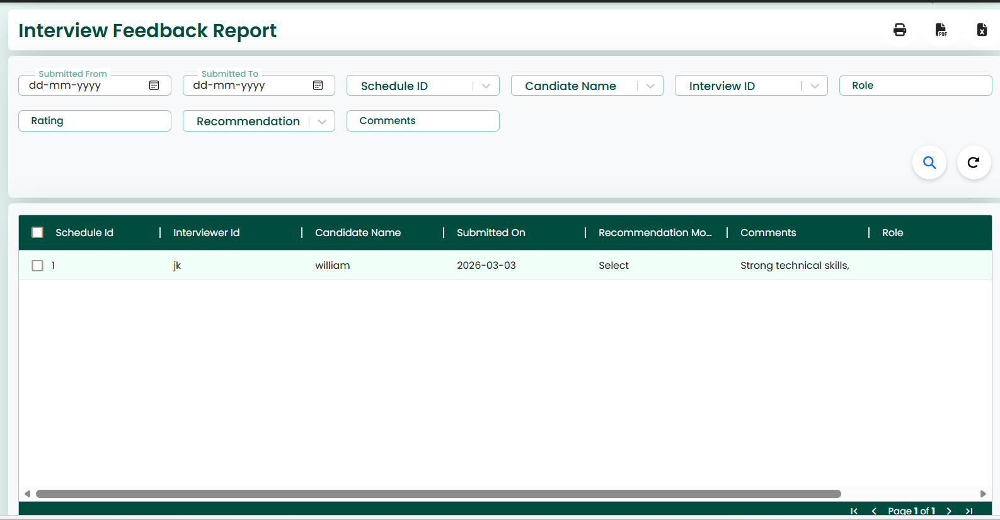 Interview Feedback Report
PDF
X
Submitted From
dd-mm-yyyy
Submitted To
dd-mm-yyyy
Schedule ID
Candiate Name
Interview ID
Role
Rating
Recommendation
Comments
Schedule Id | Interviewer Id | Candidate Name | Submitted On | Recommendation Mo... | Comments | Role
1 jk william 2026-03-03 Select Strong technical skills,
Page 1 of 1